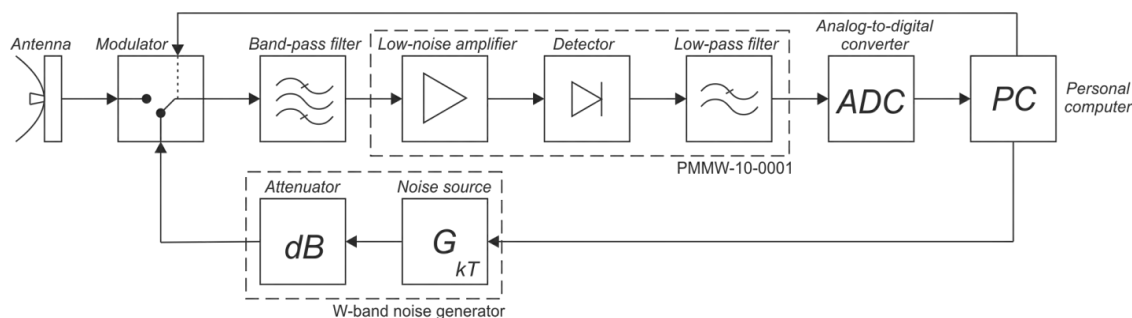 Analog-to-digital
converter
Antenna
Modulator
Band-pass filter
Low-noise amplifier
Detector
Low-pass filter
ADC
PC
Personal
computer
PMMW-10-0001
Attenuator
Noise source
dB
G
kT
W-band noise generator